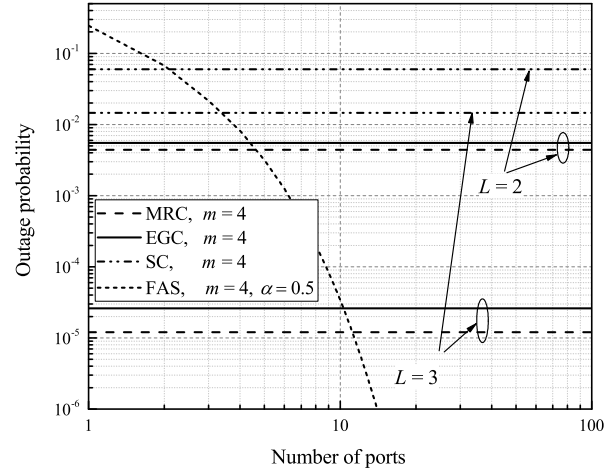 10⁻¹
10⁻²
10⁻³
10⁻⁴
10⁻⁵
10⁻⁶
Outage probability
L = 2
MRC, m = 4
EGC, m = 4
SC, m = 4
FAS, m = 4, α = 0.5
L = 3
1 10 100
Number of ports